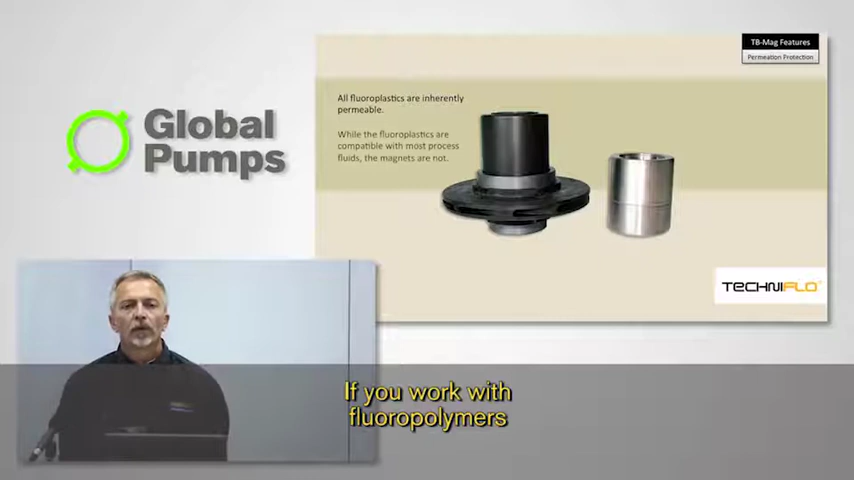 Global
Pumps
TB-Mag Features
Permeation Protection
All fluoroplastics are inherently
permeable.
While the fluoroplastics are
compatible with most process
fluids, the magnets are not.
TECHNIFLO
If you work with
fluoropolymers